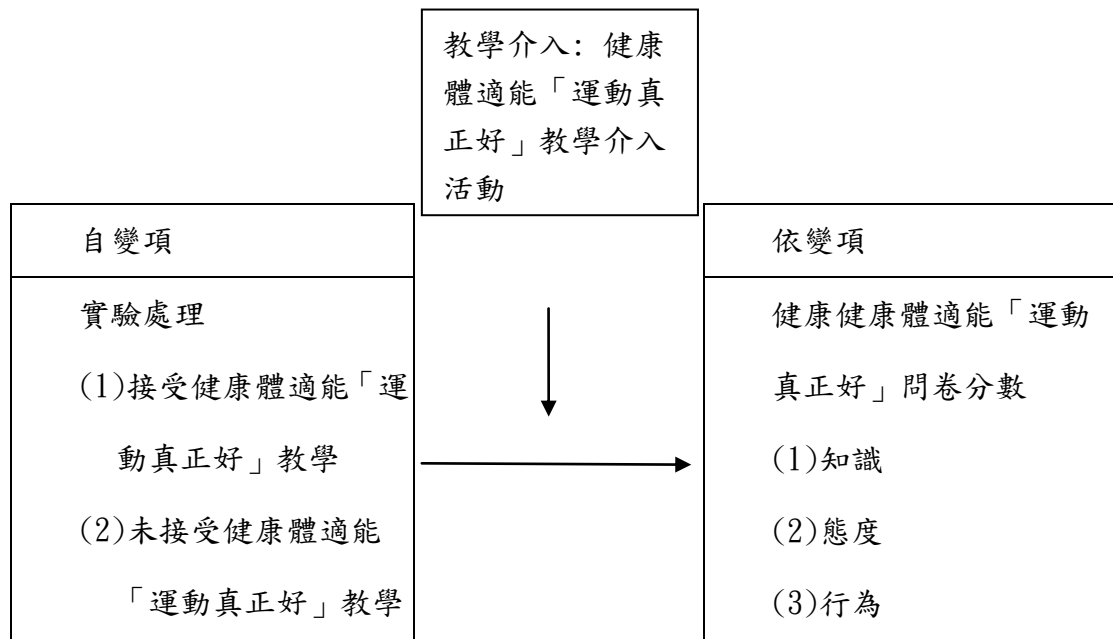 教學介入: 健康
體適能「運動真
正好」教學介入
活動
自變項
實驗處理
(1)接受健康體適能「運
動真正好」教學
(2)未接受健康體適能
「運動真正好」教學
依變項
健康健康體適能「運動
真正好」問卷分數
(1)知識
(2)態度
(3)行為